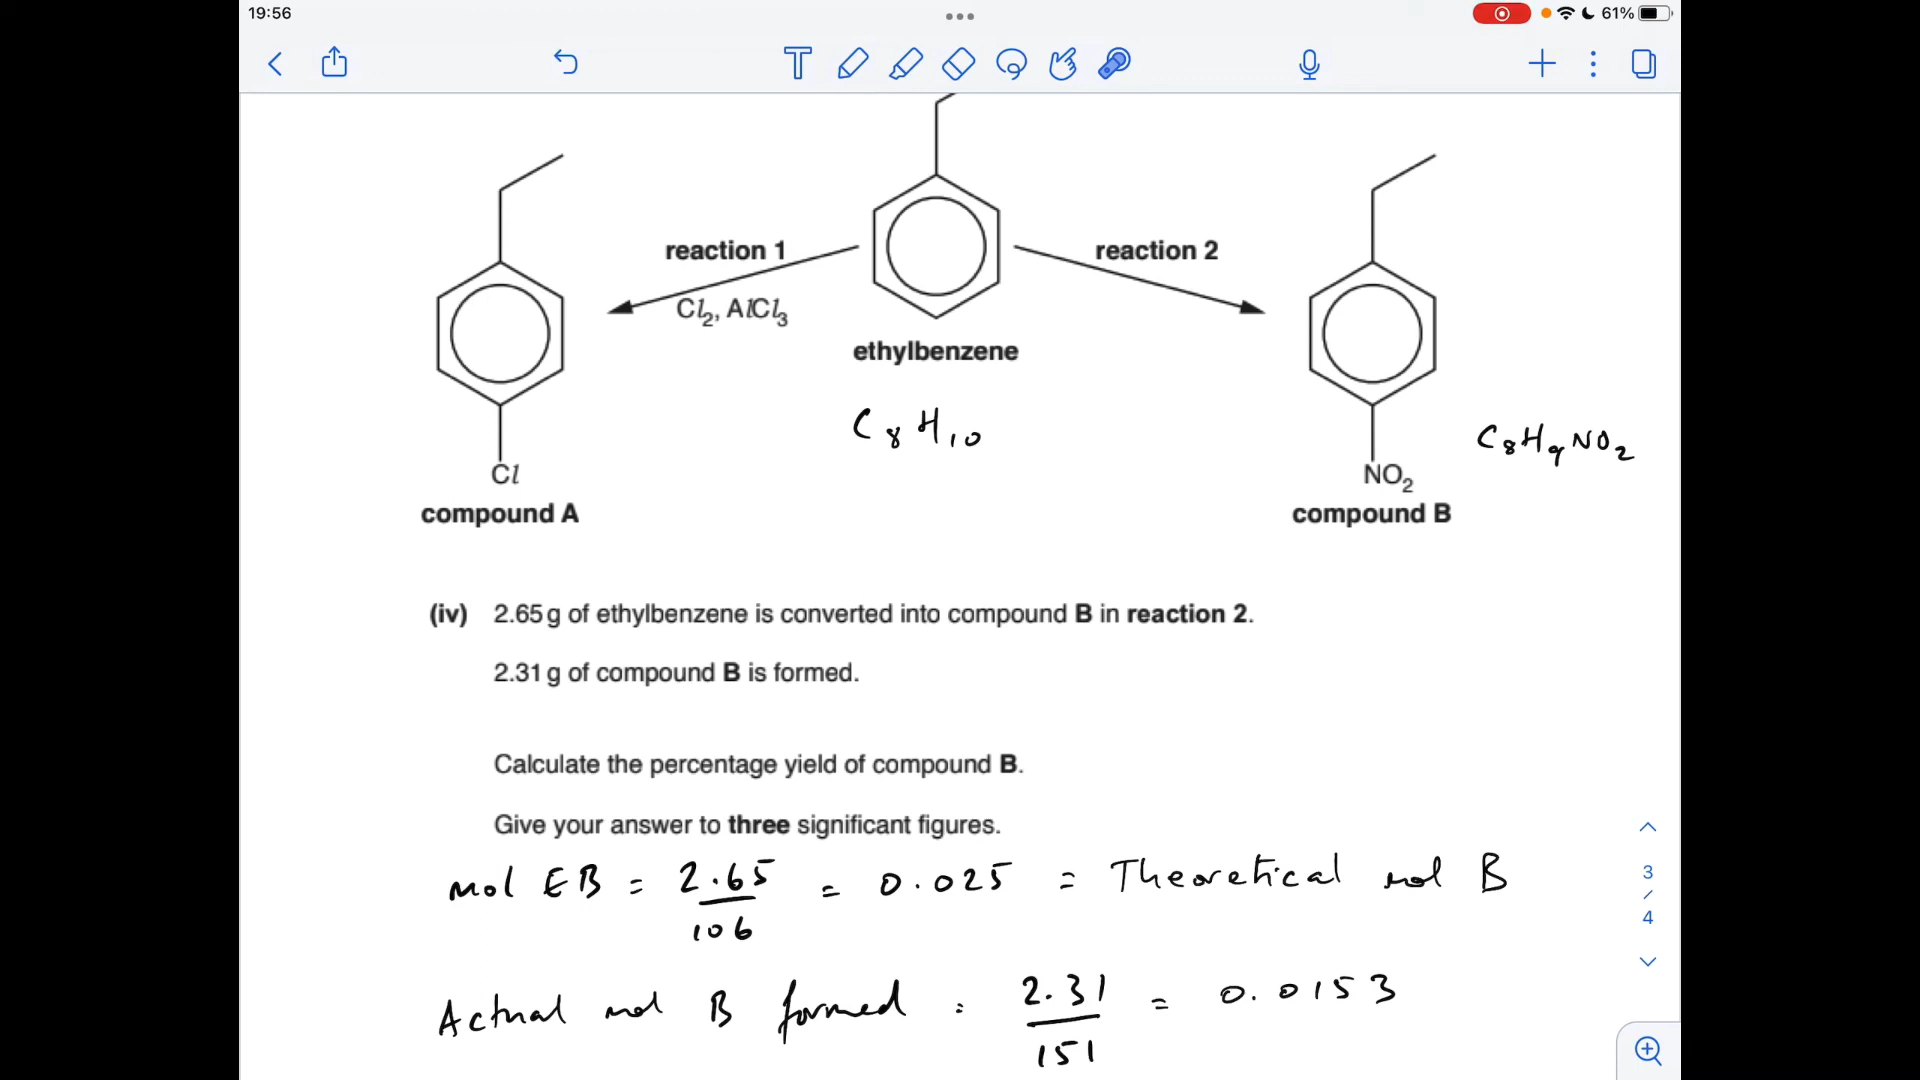 19:56
61%
reaction 1
Cl2, AlCl3
ethylbenzene
C8H10
reaction 2
Cl
compound A
NO2
compound B
C8H9NO2
(iv) 2.65 g of ethylbenzene is converted into compound B in reaction 2.
2.31 g of compound B is formed.
Calculate the percentage yield of compound B.
Give your answer to three significant figures.
mol EB = 2.65 / 106 = 0.025 = Theoretical mol B
Actual mol B formed = 2.31 / 151 = 0.0153
3
/
4